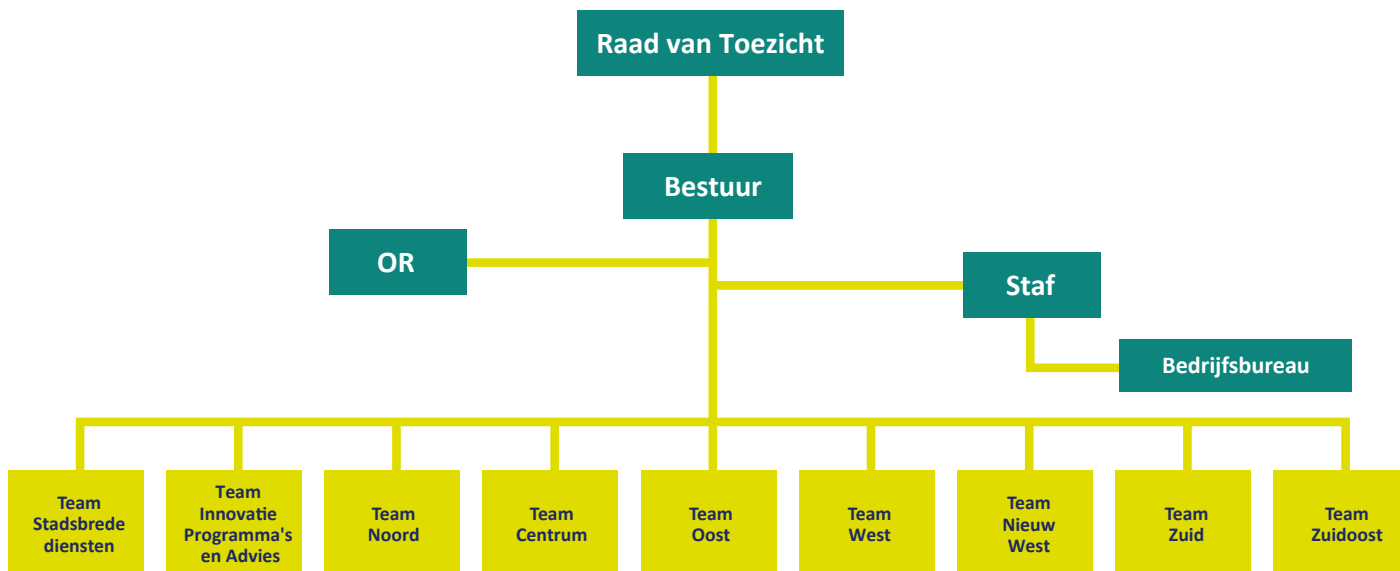 Raad van Toezicht
Bestuur
OR
Staf
Bedrijfsbureau
Team
Stadsbrede
diensten
Team
Innovatie
Programma's
en Advies
Team
Noord
Team
Centrum
Team
Oost
Team
West
Team
Nieuw
West
Team
Zuid
Team
Zuidoost